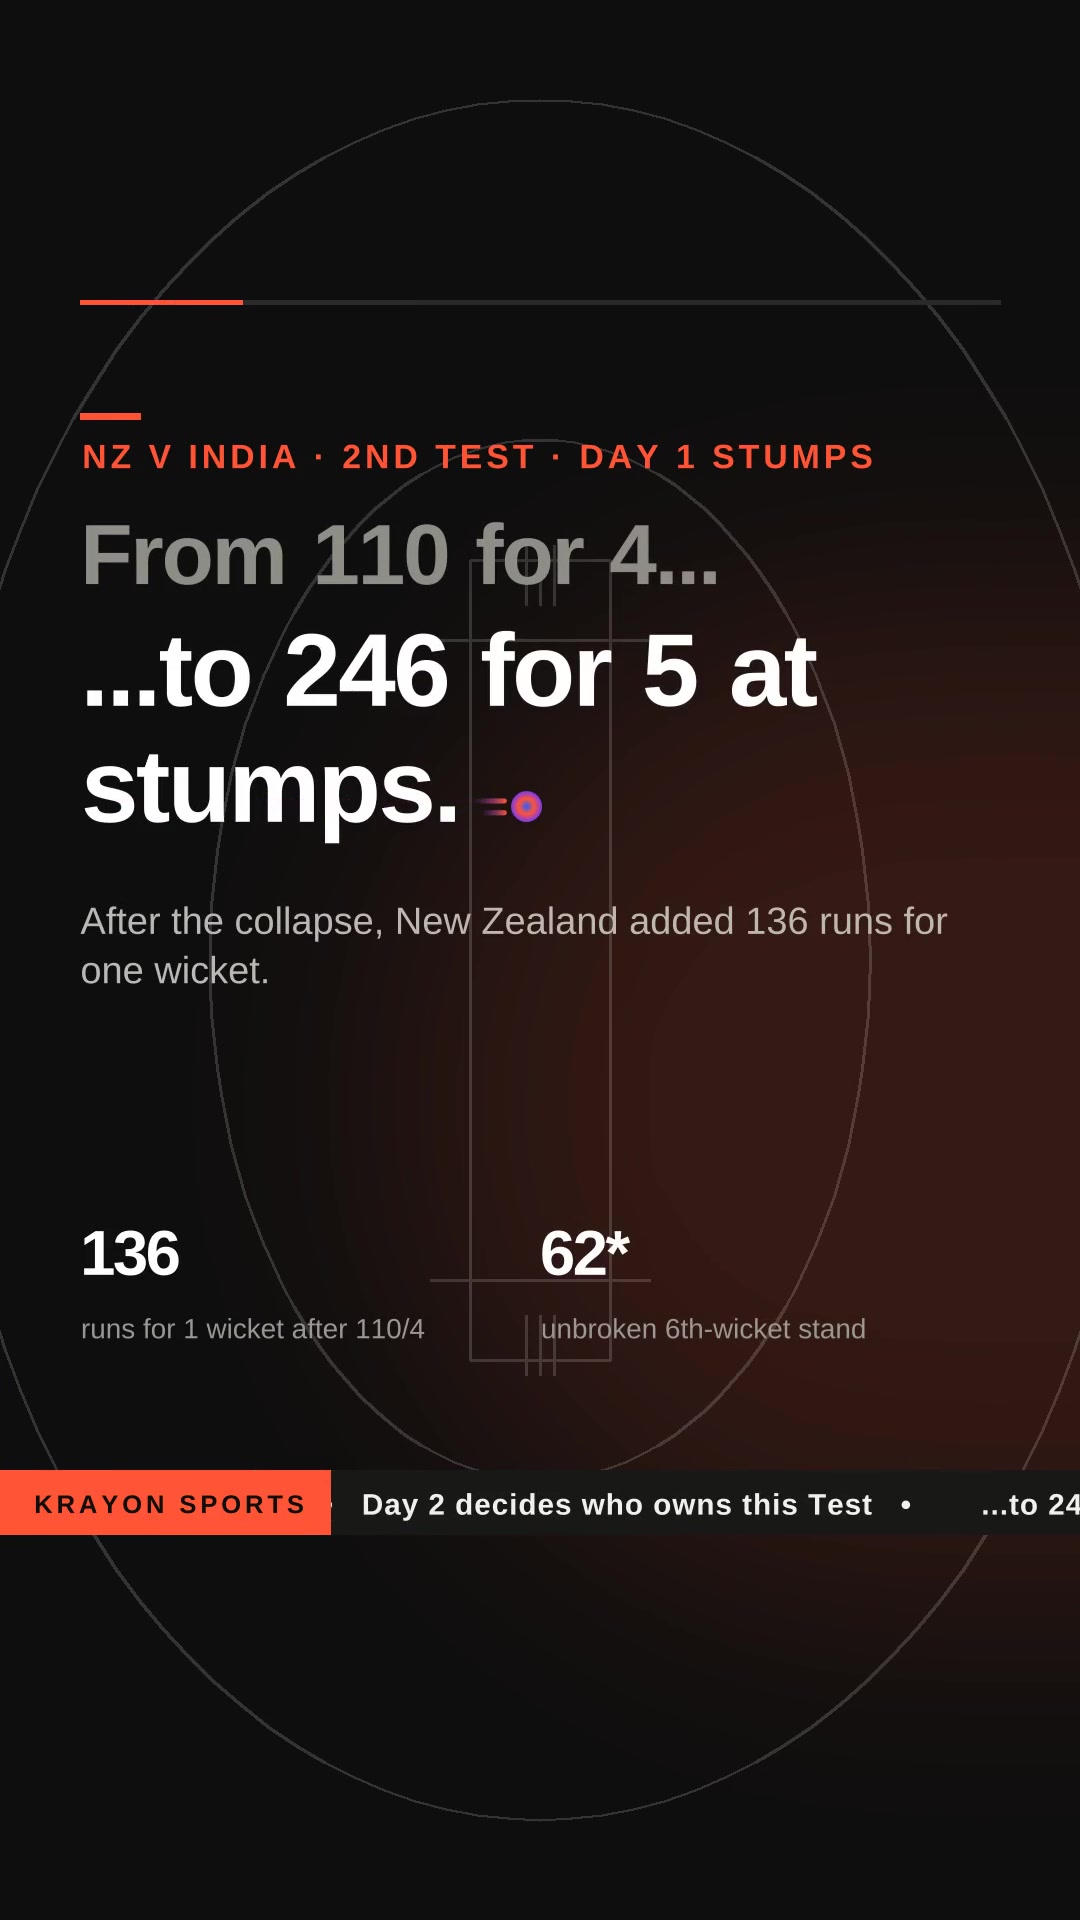 NZ V INDIA · 2ND TEST · DAY 1 STUMPS
From 110 for 4...
...to 246 for 5 at
stumps.
After the collapse, New Zealand added 136 runs for
one wicket.
136
62*
runs for 1 wicket after 110/4
unbroken 6th-wicket stand
KRAYON SPORTS Day 2 decides who owns this Test • ...to 24